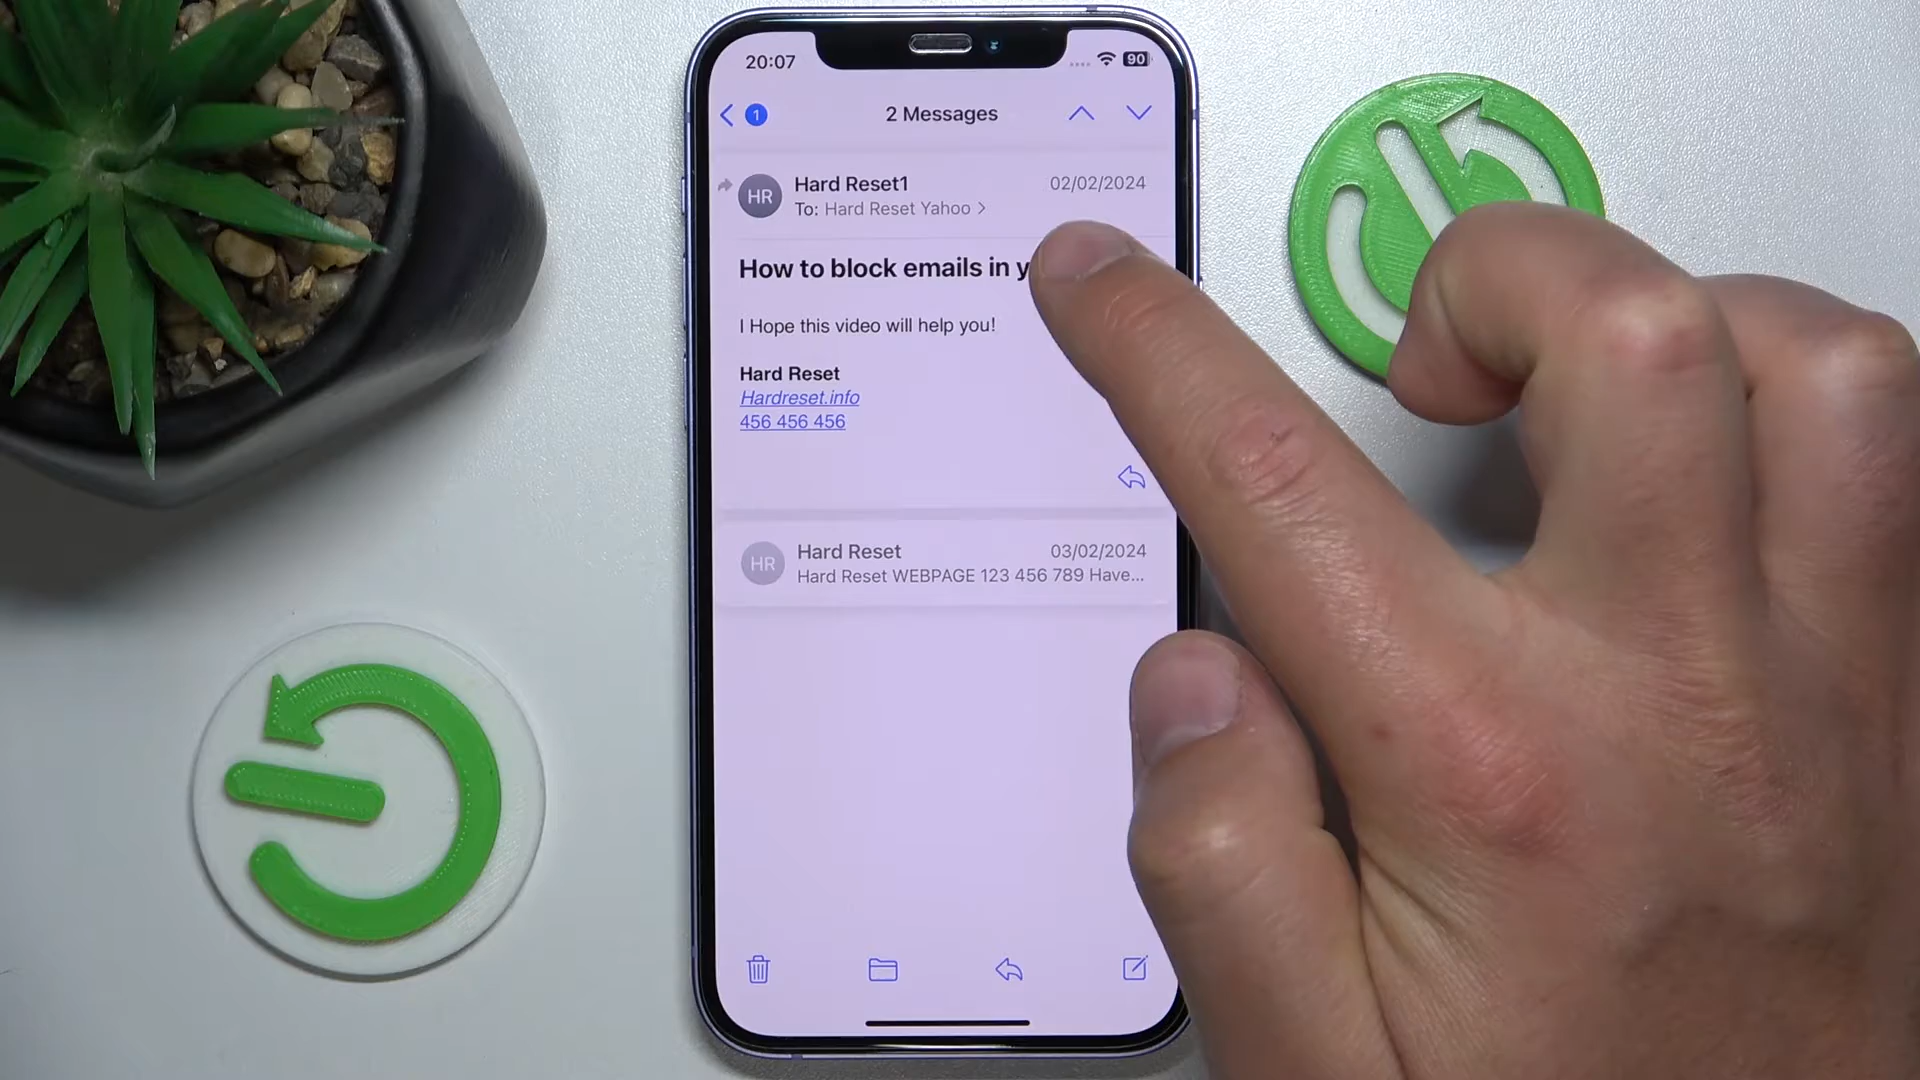 20:07
90
1
2 Messages
HR
Hard Reset1
02/02/2024
To: Hard Reset Yahoo >
How to block emails in y
I Hope this video will help you!
Hard Reset
Hardreset.info
456 456 456
HR
Hard Reset
03/02/2024
Hard Reset WEBPAGE 123 456 789 Have...